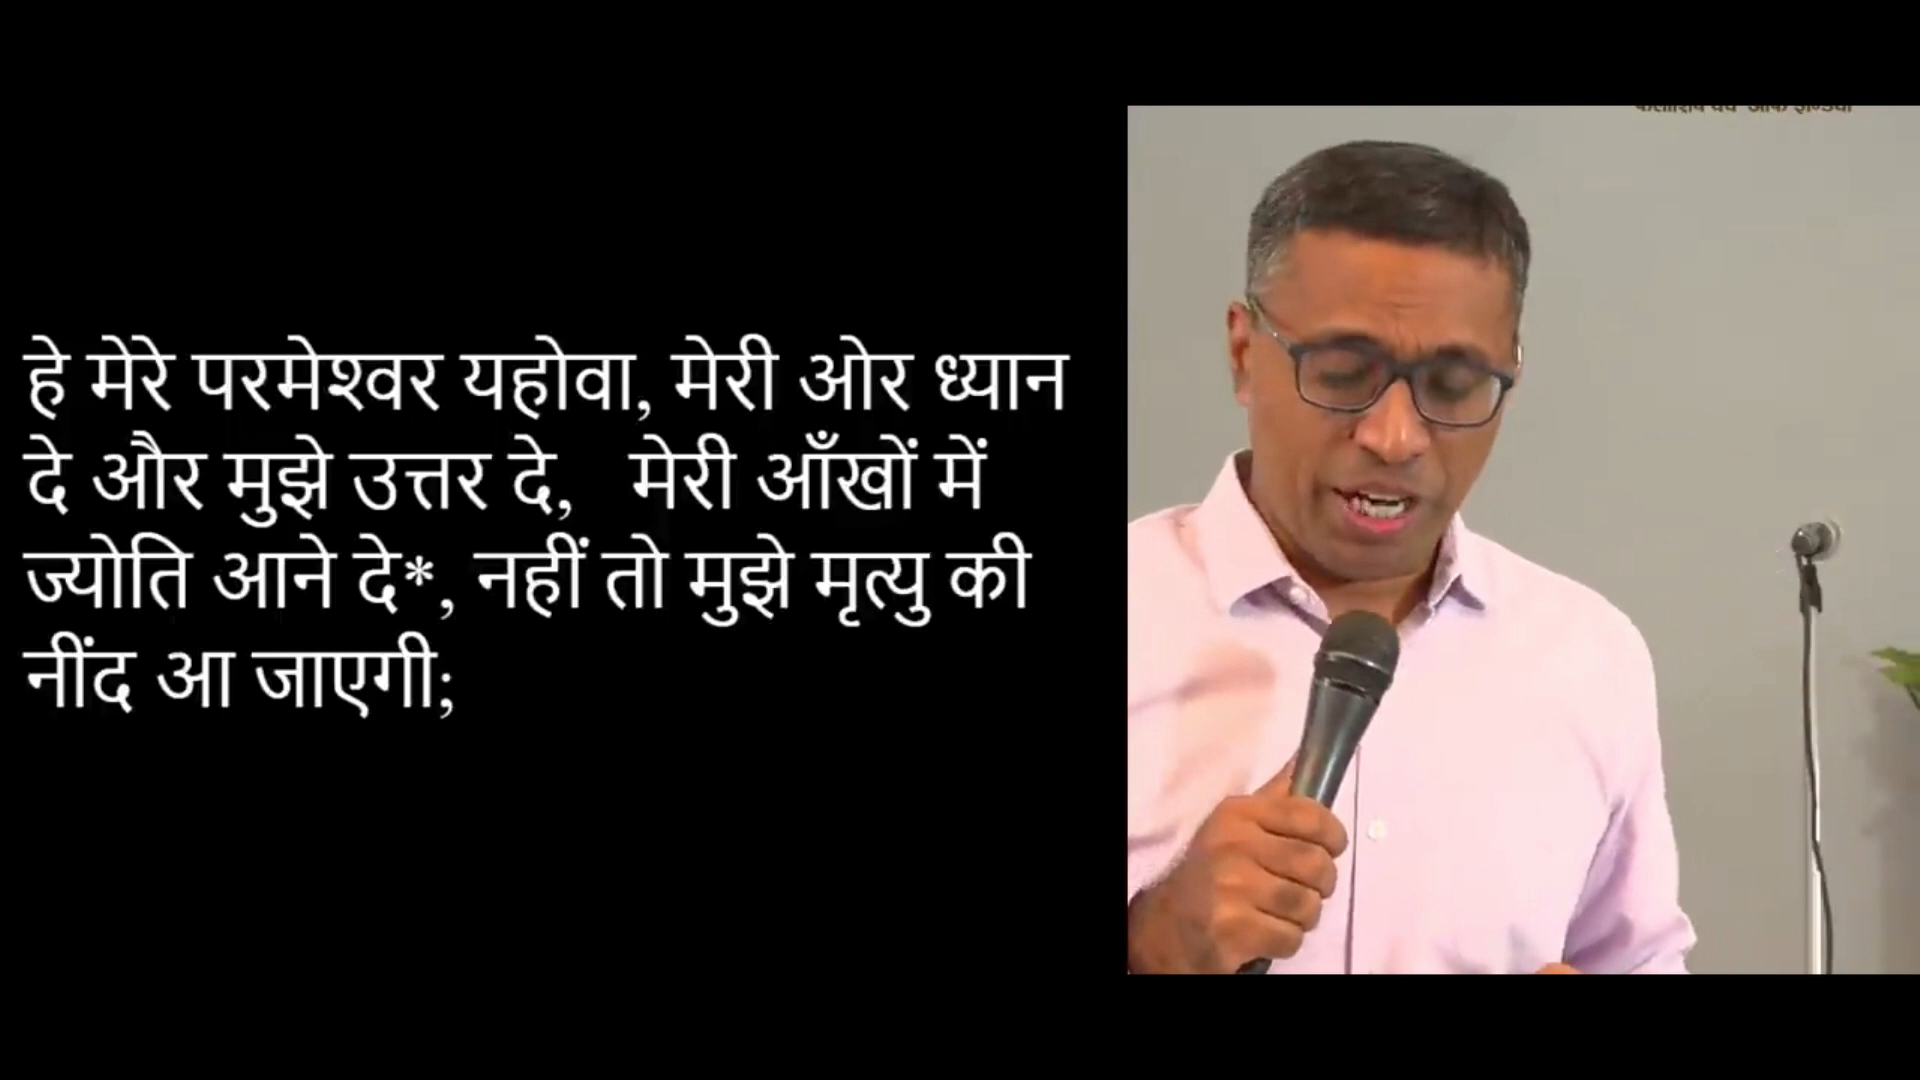 हे मेरे परमेश्वर यहोवा, मेरी ओर ध्यान
दे और मुझे उत्तर दे, मेरी आँखों में
ज्योति आने दे*, नहीं तो मुझे मृत्यु की
नींद आ जाएगी;